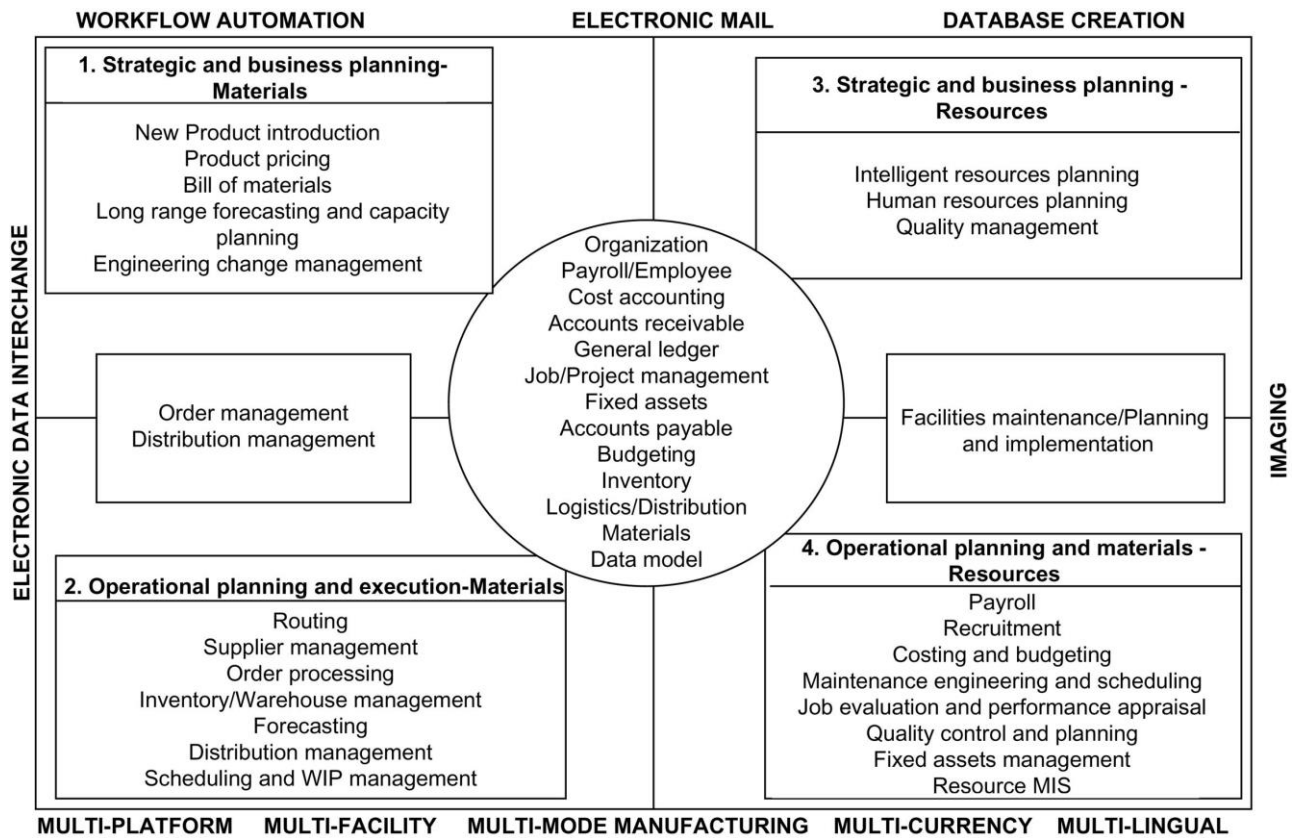 WORKFLOW AUTOMATION
ELECTRONIC MAIL
DATABASE CREATION
1. Strategic and business planning-
Materials
New Product introduction
Product pricing
Bill of materials
Long range forecasting and capacity
planning
Engineering change management
3. Strategic and business planning -
Resources
Intelligent resources planning
Human resources planning
Quality management
ELECTRONIC DATA INTERCHANGE
Order management
Distribution management
Organization
Payroll/Employee
Cost accounting
Accounts receivable
General ledger
Job/Project management
Fixed assets
Accounts payable
Budgeting
Inventory
Logistics/Distribution
Materials
Data model
Facilities maintenance/Planning
and implementation
IMAGING
2. Operational planning and execution-Materials
Routing
Supplier management
Order processing
Inventory/Warehouse management
Forecasting
Distribution management
Scheduling and WIP management
4. Operational planning and materials -
Resources
Payroll
Recruitment
Costing and budgeting
Maintenance engineering and scheduling
Job evaluation and performance appraisal
Quality control and planning
Fixed assets management
Resource MIS
MULTI-PLATFORM
MULTI-FACILITY
MULTI-MODE MANUFACTURING
MULTI-CURRENCY
MULTI-LINGUAL